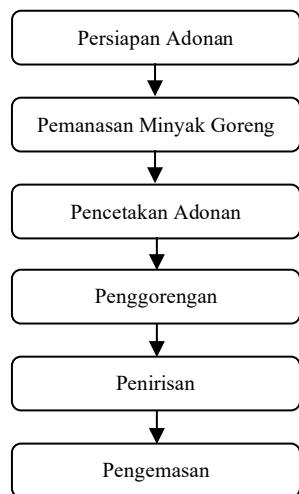 Persiapan Adonan
Pemanasan Minyak Goreng
Pencetakan Adonan
Penggorengan
Penirisan
Pengemasan